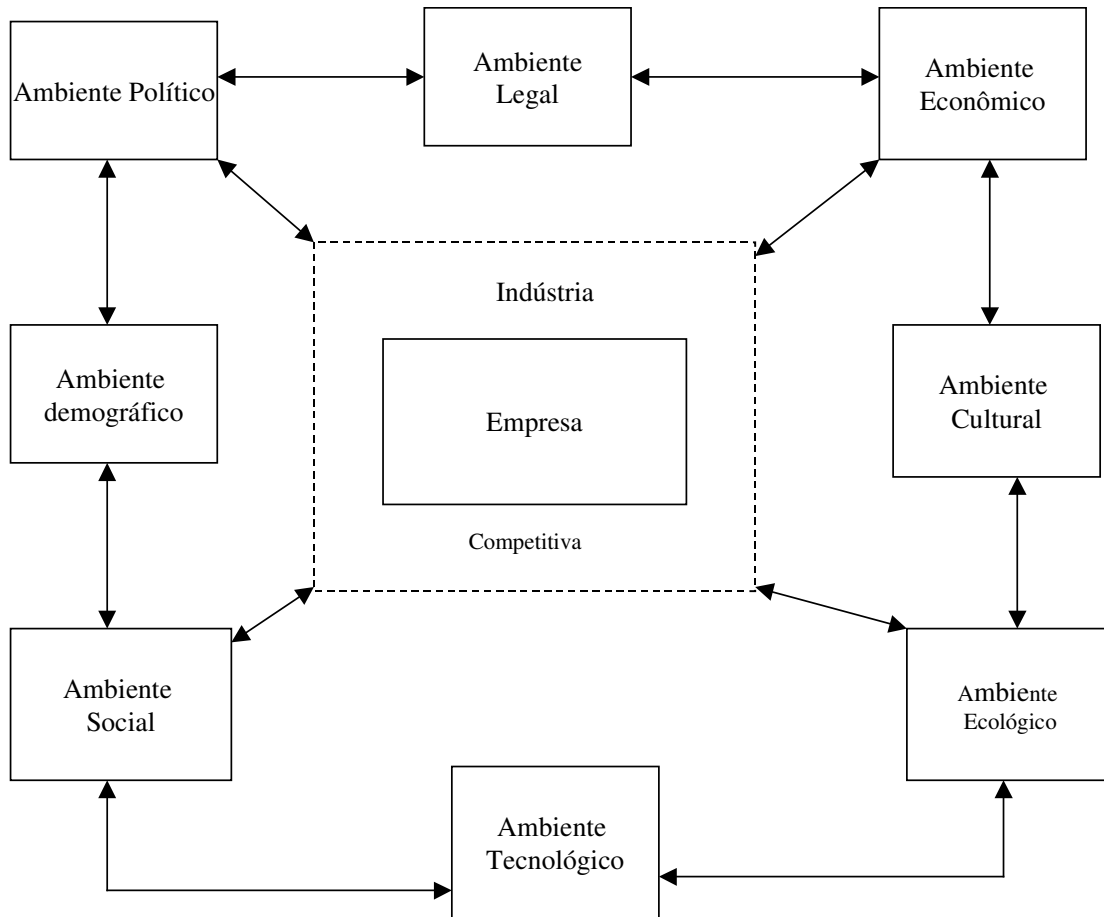 Ambiente Político
Ambiente
Legal
Ambiente
Econômico
Indústria
Ambiente
demográfico
Empresa
Ambiente
Cultural
Competitiva
Ambiente
Social
Ambiente
Ecológico
Ambiente
Tecnológico